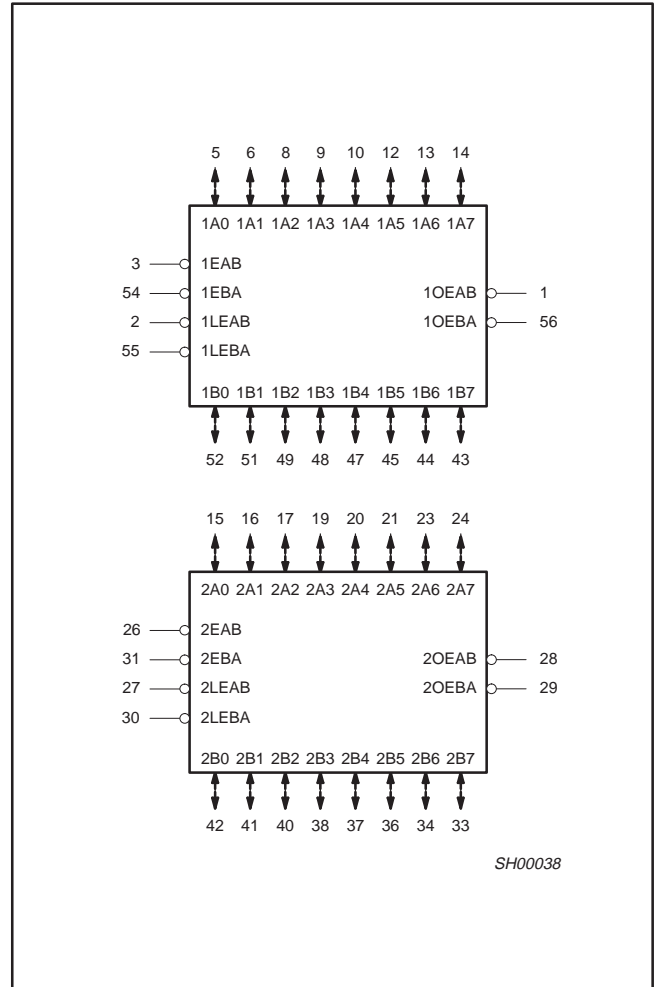 5 6 8 9 10 12 13 14
1A0 1A1 1A2 1A3 1A4 1A5 1A6 1A7
3 1EAB
54 1EBA 1OEAB 1
2 1LEAB 1OEBA 56
55 1LEBA
1B0 1B1 1B2 1B3 1B4 1B5 1B6 1B7
52 51 49 48 47 45 44 43
15 16 17 19 20 21 23 24
2A0 2A1 2A2 2A3 2A4 2A5 2A6 2A7
26 2EAB
31 2EBA 2OEAB 28
27 2LEAB 2OEBA 29
30 2LEBA
2B0 2B1 2B2 2B3 2B4 2B5 2B6 2B7
42 41 40 38 37 36 34 33
SH00038